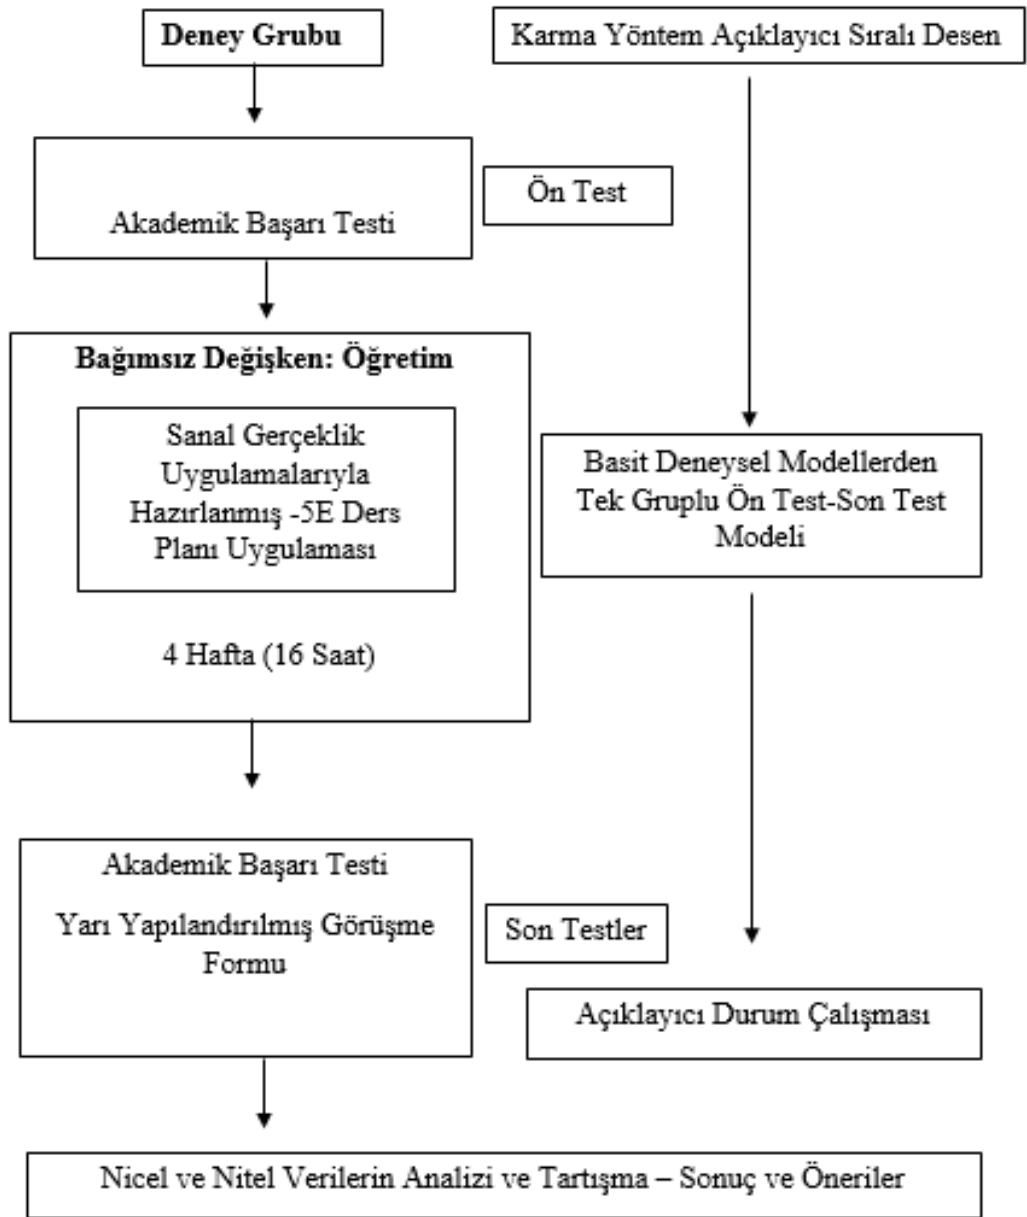 Deney Grubu
Karma Yöntem Açıklayıcı Sıralı Desen
Akademik Başarı Testi
Ön Test
Bağımsız Değişken: Öğretim
Sanal Gerçeklik
Uygulamalarıyla
Hazırlanmış -5E Ders
Planı Uygulaması
4 Hafta (16 Saat)
Basit Deneysel Modellerden
Tek Gruplu Ön Test-Son Test
Modeli
Akademik Başarı Testi
Yarı Yapılandırılmış Görüşme
Formu
Son Testler
Açıklayıcı Durum Çalışması
Nicel ve Nitel Verilerin Analizi ve Tartışma – Sonuç ve Öneriler